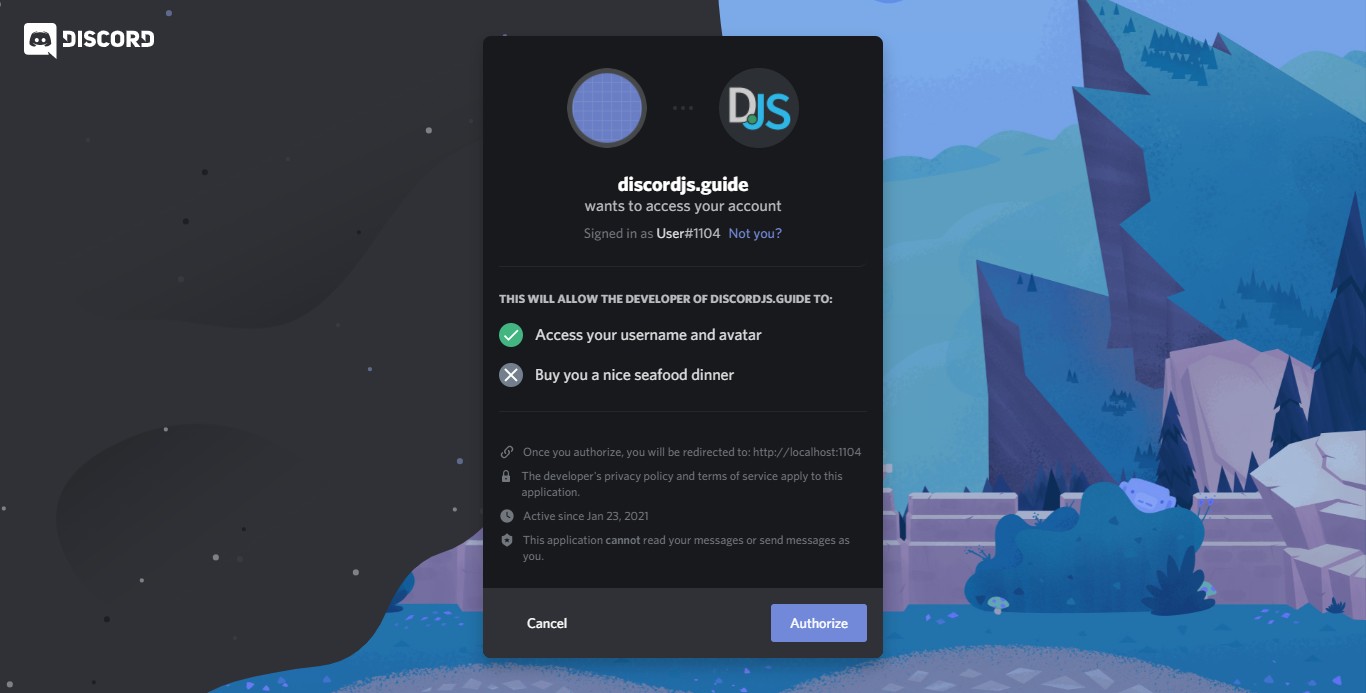 DISCORD
DJS
discordjs.guide
wants to access your account
Signed in as User#1104 Not you?
THIS WILL ALLOW THE DEVELOPER OF DISCORDJS.GUIDE TO:
Access your username and avatar
Buy you a nice seafood dinner
Once you authorize, you will be redirected to: http://localhost:1104
The developer's privacy policy and terms of service apply to this
application.
Active since Jan 23, 2021
This application cannot read your messages or send messages as
you.
Cancel
Authorize